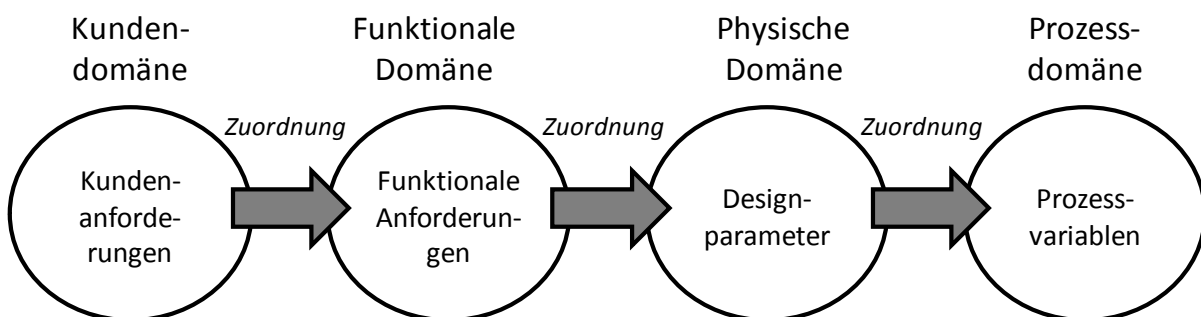 Kunden-
domäne
Funktionale
Domäne
Physische
Domäne
Prozess-
domäne
Zuordnung
Zuordnung
Zuordnung
Kunden-
anforde-
rungen
Funktionale
Anforderun-
gen
Design-
parameter
Prozess-
variablen